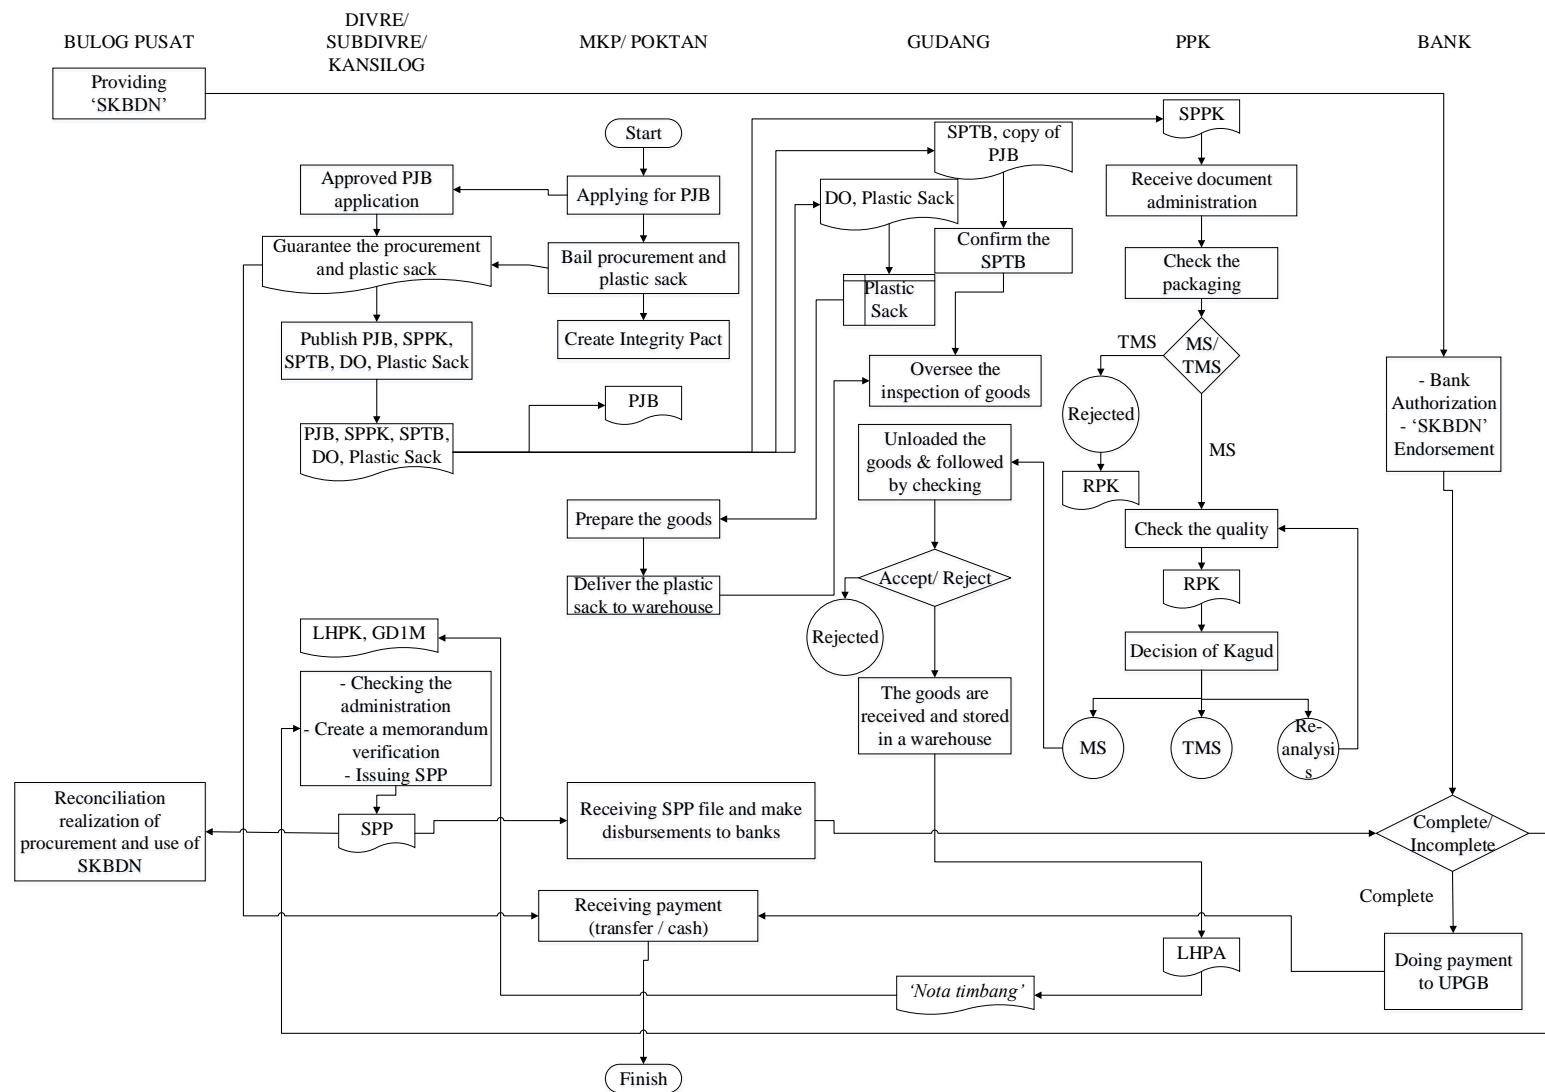 BULOG PUSAT
DIVRE/
SUBDIVRE/
KANSILOG
MKP/ POKTAN
GUDANG
PPK
BANK
Providing
‘SKBDN’
Start
SPTB, copy of
PJB
SPPK
Approved PJB
application
Applying for PJB
DO, Plastic Sack
Receive document
administration
Guarantee the procurement
and plastic sack
Bail procurement and
plastic sack
Confirm the
SPTB
Check the
packaging
Plastic
Sack
Publish PJB, SPPK,
SPTB, DO, Plastic Sack
Create Integrity Pact
TMS
MS/
TMS
Oversee the
inspection of goods
- Bank
Authorization
- ‘SKBDN’
Endorsement
PJB
Rejected
PJB, SPPK, SPTB,
DO, Plastic Sack
Unloaded the
goods & followed
by checking
MS
RPK
Prepare the goods
Check the quality
Deliver the plastic
sack to warehouse
Accept/ Reject
RPK
LHPK, GD1M
Rejected
Decision of Kagud
- Checking the
administration
- Create a memorandum
verification
- Issuing SPP
The goods are
received and stored
in a warehouse
MS
TMS
Re-
analysi
s
Reconciliation
realization of
procurement and use of
SKBDN
SPP
Receiving SPP file and make
disbursements to banks
Complete/
Incomplete
Complete
Receiving payment
(transfer / cash)
LHPA
Doing payment
to UPGB
‘Nota timbang’
Finish